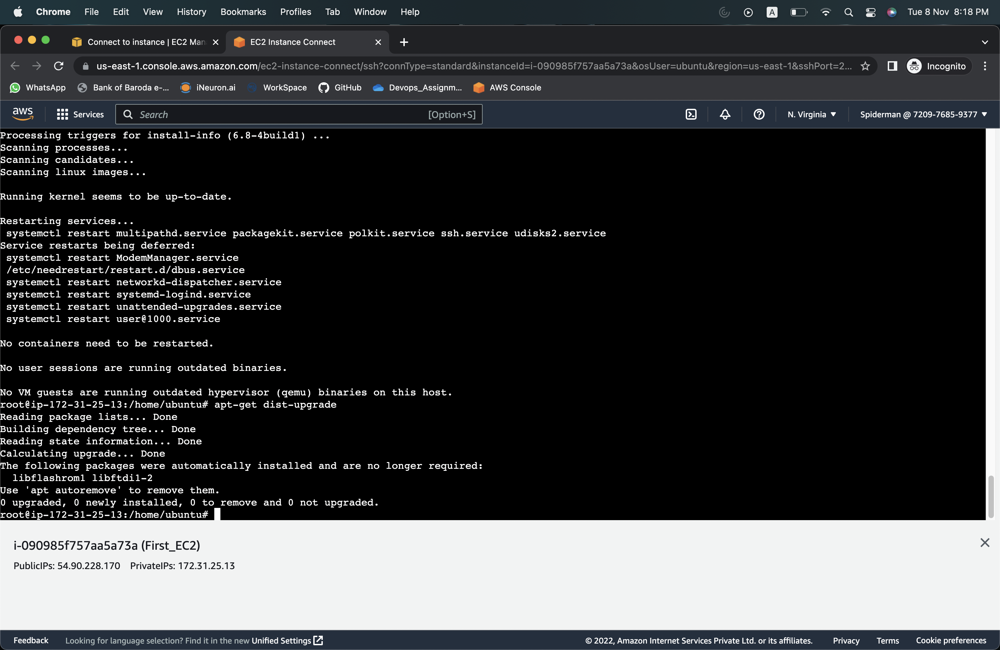 Chrome File Edit View History Bookmarks Profiles Tab Window Help A Tue 8 Nov 8:18 PM
Connect to instance | EC2 Man EC2 Instance Connect
us-east-1.console.aws.amazon.com/ec2-instance-connect/ssh?connType=standard&instanceId=i-090985f757aa5a73a&osUser=ubuntu&region=us-east-1&sshPort=2... Incognito
WhatsApp Bank of Baroda e-... iNeuron.ai WorkSpace GitHub Devops_Assignm... AWS Console
aws Services Search [Option+S] N. Virginia Spiderman @ 7209-7685-9377
Processing triggers for install-info (6.8-4build1) ...
Scanning processes...
Scanning candidates...
Scanning linux images...
Running kernel seems to be up-to-date.
Restarting services...
systemctl restart multipathd.service packagekit.service polkit.service ssh.service udisks2.service
Service restarts being deferred:
systemctl restart ModemManager.service
/etc/needrestart/restart.d/dbus.service
systemctl restart networkd-dispatcher.service
systemctl restart systemd-logind.service
systemctl restart unattended-upgrades.service
systemctl restart user@1000.service
No containers need to be restarted.
No user sessions are running outdated binaries.
No VM guests are running outdated hypervisor (qemu) binaries on this host.
root@ip-172-31-25-13:/home/ubuntu# apt-get dist-upgrade
Reading package lists... Done
Building dependency tree... Done
Reading state information... Done
Calculating upgrade... Done
The following packages were automatically installed and are no longer required:
libflashrom1 libftdi1-2
Use 'apt autoremove' to remove them.
0 upgraded, 0 newly installed, 0 to remove and 0 not upgraded.
root@ip-172-31-25-13:/home/ubuntu#
i-090985f757aa5a73a (First_EC2)
PublicIPs: 54.90.228.170 PrivateIPs: 172.31.25.13
Feedback Looking for language selection? Find it in the new Unified Settings © 2022, Amazon Internet Services Private Ltd. or its affiliates. Privacy Terms Cookie preferences